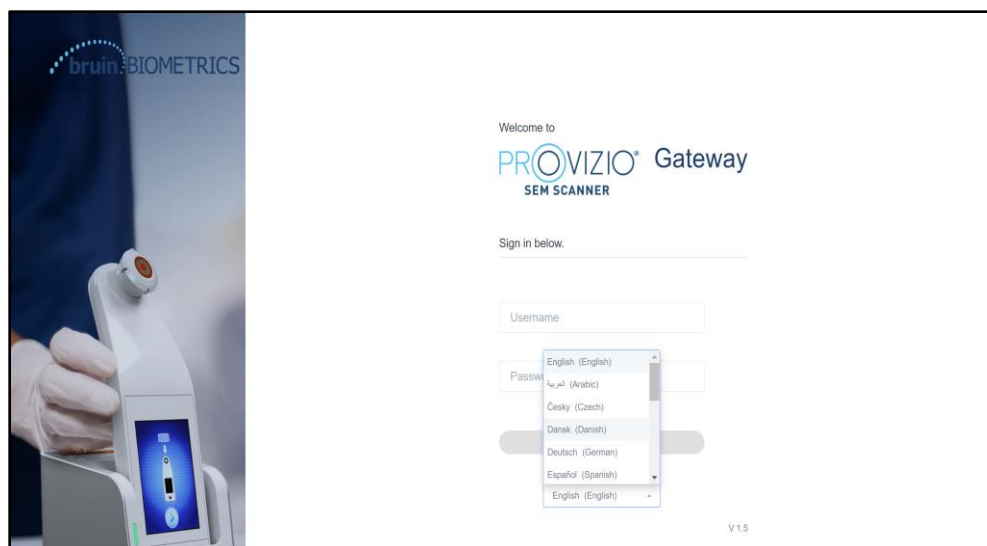 bruin BIOMETRICS
Welcome to
PROVIZIO® Gateway
SEM SCANNER
Sign in below.
Username
Passw
English (English)
العربية (Arabic)
Česky (Czech)
Dansk (Danish)
Deutsch (German)
Español (Spanish)
English (English)
V 1.5